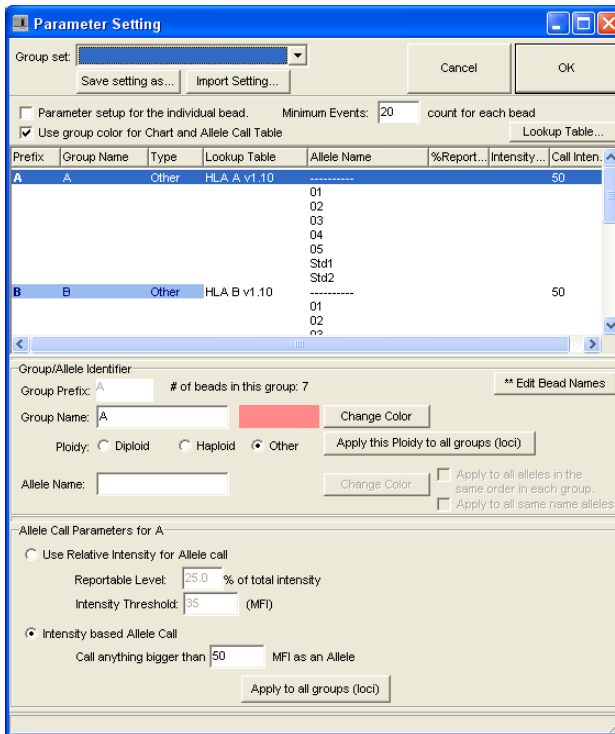 Parameter Setting
Group set:
Save setting as... Import Setting... Cancel OK
Parameter setup for the individual bead. Minimum Events: 20 count for each bead
Use group color for Chart and Allele Call Table Lookup Table...
Prefix Group Name Type Lookup Table Allele Name %Report... Intensity... Call Inten.
A A Other HLA A v1.10 ---------- 50
01
02
03
04
05
Std1
Std2
B B Other HLA B v1.10 ---------- 50
01
02
03
Group/Allele Identifier
Group Prefix: A # of beads in this group: 7 ** Edit Bead Names
Group Name: A Change Color
Ploidy: Diploid Haploid Other Apply this Ploidy to all groups (loci)
Allele Name: Change Color Apply to all alleles in the
same order in each group.
Apply to all same name alleles
Allele Call Parameters for A
Use Relative Intensity for Allele call
Reportable Level: 25.0 % of total intensity
Intensity Threshold: 35 (MFI)
Intensity based Allele Call
Call anything bigger than 50 MFI as an Allele
Apply to all groups (loci)